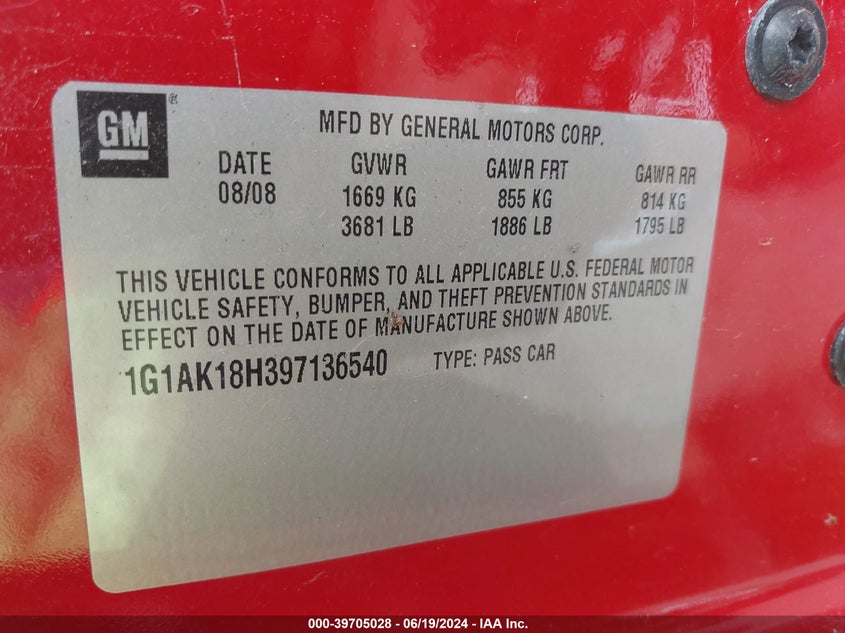 GM
MFD BY GENERAL MOTORS CORP.
DATE GVWR GAWR FRT GAWR RR
08/08 1669 KG 855 KG 814 KG
3681 LB 1886 LB 1795 LB
THIS VEHICLE CONFORMS TO ALL APPLICABLE U.S. FEDERAL MOTOR
VEHICLE SAFETY, BUMPER, AND THEFT PREVENTION STANDARDS IN
EFFECT ON THE DATE OF MANUFACTURE SHOWN ABOVE.
1G1AK18H397136540 TYPE: PASS CAR
000-39705028 - 06/19/2024 - IAA Inc.